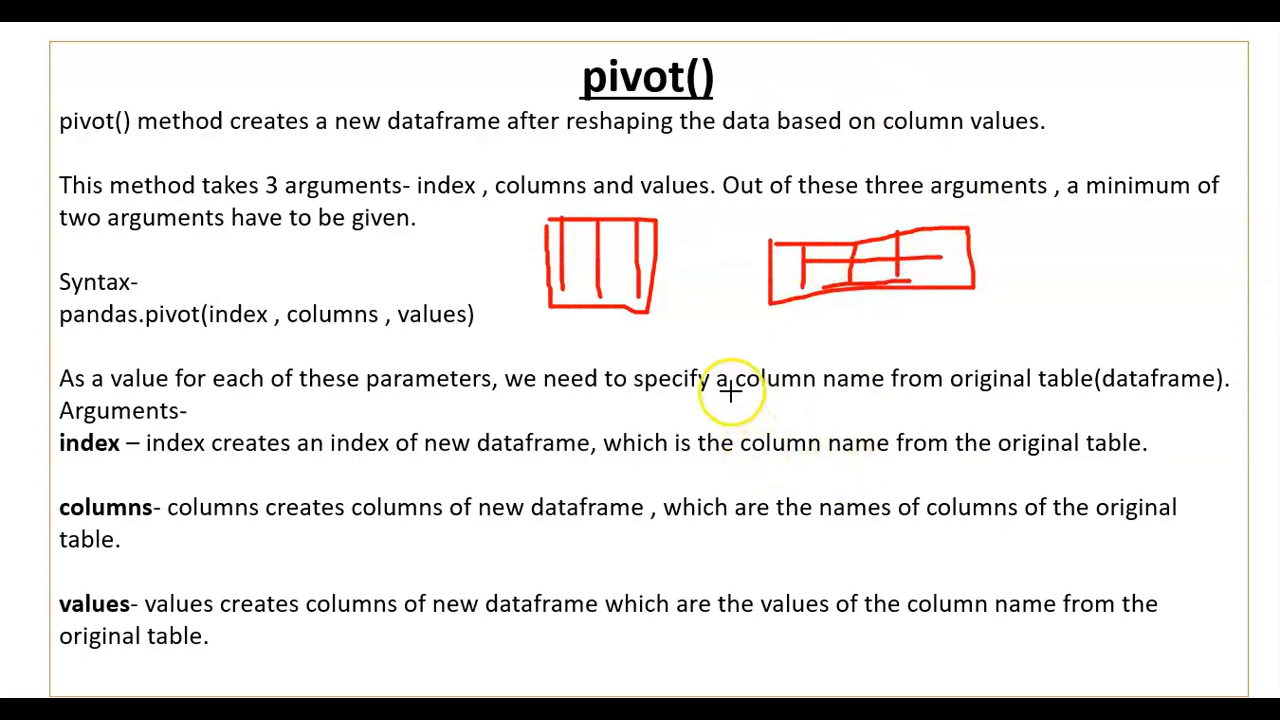 pivot()
pivot() method creates a new dataframe after reshaping the data based on column values.
This method takes 3 arguments- index , columns and values. Out of these three arguments , a minimum of
two arguments have to be given.
Syntax-
pandas.pivot(index , columns , values)
As a value for each of these parameters, we need to specify a column name from original table(dataframe).
Arguments-
index – index creates an index of new dataframe, which is the column name from the original table.
columns- columns creates columns of new dataframe , which are the names of columns of the original
table.
values- values creates columns of new dataframe which are the values of the column name from the
original table.